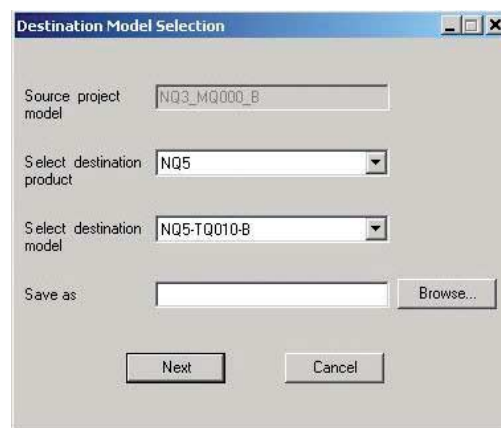 Destination Model Selection
Source project
model
NQ3_MQ000_B
Select destination
product
NQ5
Select destination
model
NQ5-TQ010-B
Save as
Browse...
Next
Cancel